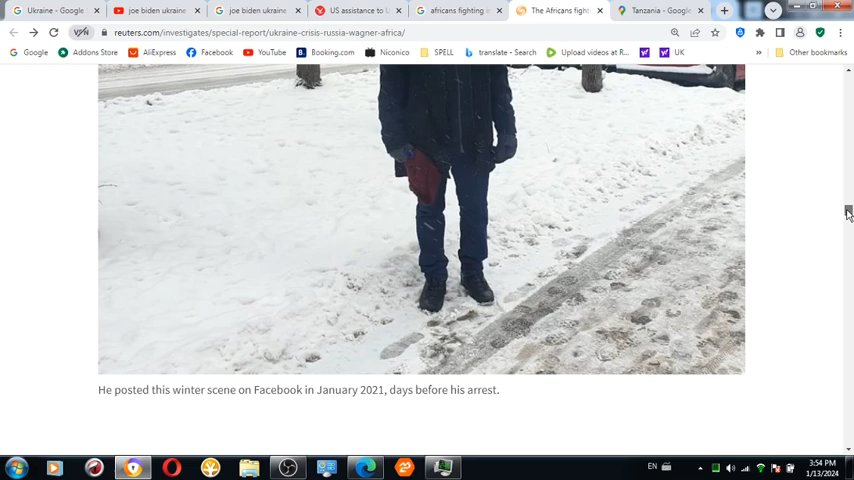 Ukraine - Google
joe biden ukraine
joe biden ukraine
US assistance to U
africans fighting w
The Africans fight
Tanzania - Google
VPN
reuters.com/investigates/special-report/ukraine-crisis-russia-wagner-africa/
Google
Addons Store
AliExpress
Facebook
YouTube
Booking.com
Niconico
SPELL
translate - Search
Upload videos at R...
UK
Other bookmarks
He posted this winter scene on Facebook in January 2021, days before his arrest.
EN
3:54 PM
1/13/2024